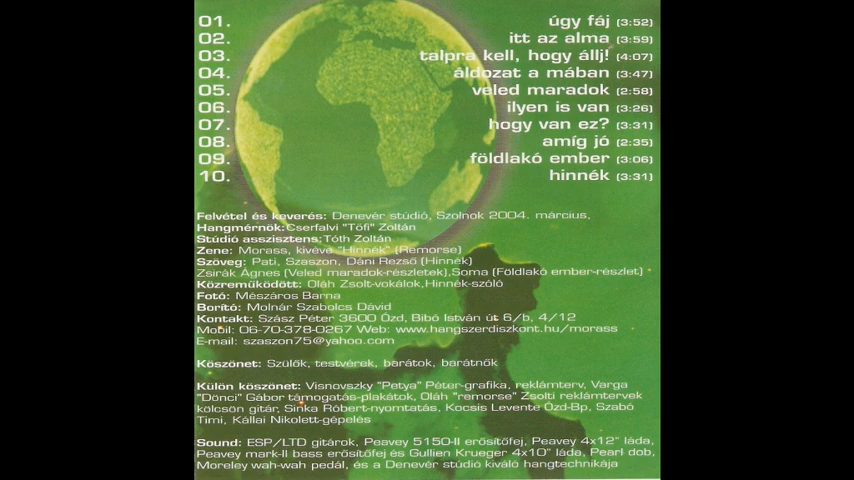 01. úgy fáj (3:52)
02. itt az alma (3:59)
03. talpra kell, hogy állj! (4:07)
04. áldozat a mában (3:47)
05. veled maradok (2:58)
06. ilyen is van (3:26)
07. hogy van ez? (3:31)
08. amíg jó (2:35)
09. földlakó ember (3:06)
10. hinnék (3:31)
Felvétel és keverés: Denevér stúdió, Szolnok 2004. március,
Hangmérnök:Cserfalvi "Töfi" Zoltán
Stúdió asszisztens:Tóth Zoltán
Zene: Morass, kivéve "Hinnék" (Remorse)
Szöveg: Pati, Szaszon, Dáni Rezső (Hinnék)
Zsirák Ágnes (Veled maradok-részletek),Soma (Földlakó ember-részlet)
Közreműködött: Oláh Zsolt-vokálok,Hinnék-szóló
Fotó: Mészáros Barna
Borító: Molnár Szabolcs Dávid
Kontakt: Szász Péter 3600 Ózd, Bibó István út 6/b, 4/12
Mobil: 06-70-378-0267 Web: www.hangszerdiszkont.hu/morass
E-mail: szaszon75@yahoo.com
Köszönet: Szülők, testvérek, barátok, barátnők
Külön köszönet: Visnovszky "Petya" Péter-grafika, reklámterv, Varga
"Dönci" Gábor támogatás-plakátok, Oláh "remorse" Zsolti reklámtervek
kölcsön gitár, Sinka Róbert-nyomtatás, Kocsis Levente Ózd-Bp, Szabó
Timi, Kállai Nikolett-gépelés
Sound: ESP/LTD gitárok, Peavey 5150-II erősítőfej, Peavey 4x12" láda,
Peavey mark-II bass erősítőfej és Gullien Krueger 4x10" láda, Pearl dob,
Moreley wah-wah pedál, és a Denevér stúdió kiváló hangtechnikája